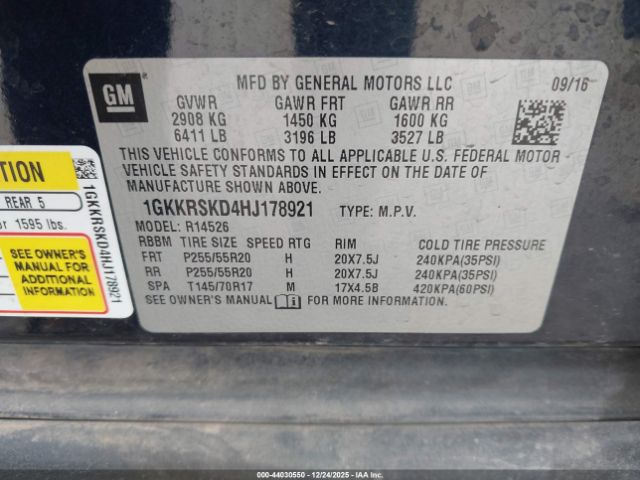 GM
MFD BY GENERAL MOTORS LLC
09/16
GVWR GAWR FRT GAWR RR
2908 KG 1450 KG 1600 KG
6411 LB 3196 LB 3527 LB
THIS VEHICLE CONFORMS TO ALL APPLICABLE U.S. FEDERAL MOTOR
VEHICLE SAFETY STANDARDS IN EFFECT ON THE DATE OF
MANUFACTURE SHOWN ABOVE.
1GKKRSKD4HJ178921 TYPE: M.P.V.
MODEL: R14526
RBBM TIRE SIZE SPEED RTG RIM COLD TIRE PRESSURE
FRT P255/55R20 H 20X7.5J 240KPA(35PSI)
RR P255/55R20 H 20X7.5J 240KPA(35PSI)
SPA T145/70R17 M 17X4.5B 420KPA(60PSI)
SEE OWNER'S MANUAL FOR MORE INFORMATION
TION
REAR 5
or 1595 lbs.
SEE OWNER'S
MANUAL FOR
ADDITIONAL
INFORMATION
1GKKRSKD4HJ178921
000-44030550 12/24/2025 IAA Copart